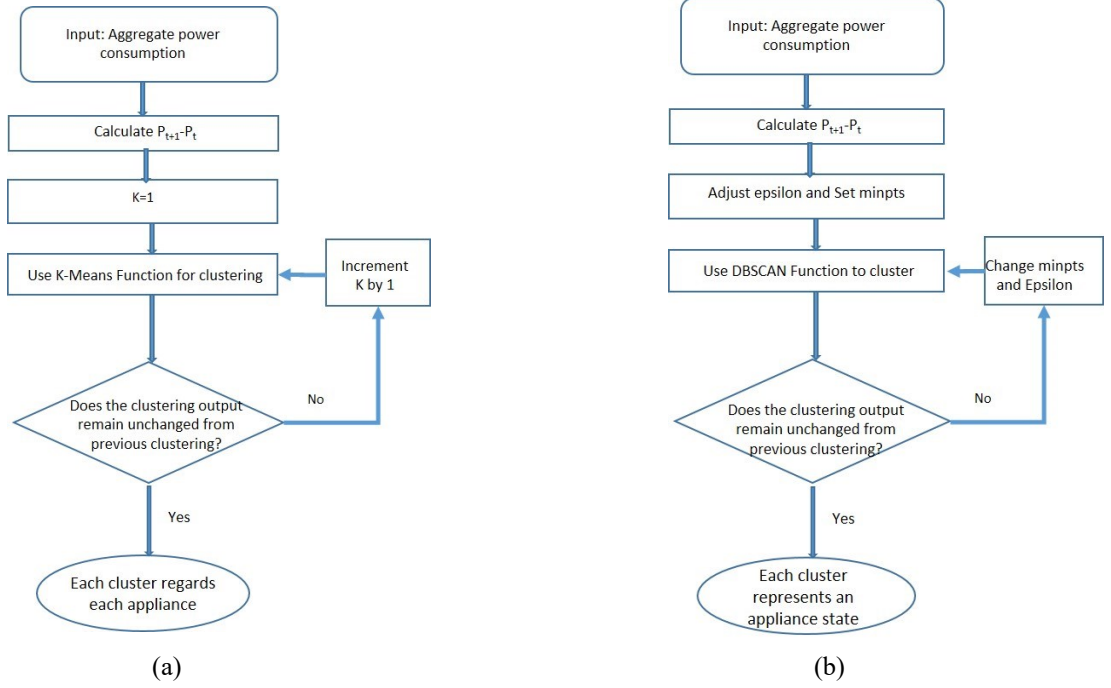 Input: Aggregate power
consumption
Calculate Pt+1-Pt
K=1
Use K-Means Function for clustering
Increment
K by 1
Does the clustering output
remain unchanged from
previous clustering?
No
Yes
Each cluster regards
each appliance
(a)
Input: Aggregate power
consumption
Calculate Pt+1-Pt
Adjust epsilon and Set minpts
Use DBSCAN Function to cluster
Change minpts
and Epsilon
Does the clustering output
remain unchanged from
previous clustering?
No
Yes
Each cluster
represents an
appliance state
(b)